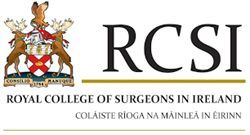 CONSILIO MANUQUE
RCSI
ROYAL COLLEGE OF SURGEONS IN IRELAND
COLÁISTE RÍOGA NA MÁINLEÁ IN ÉIRINN